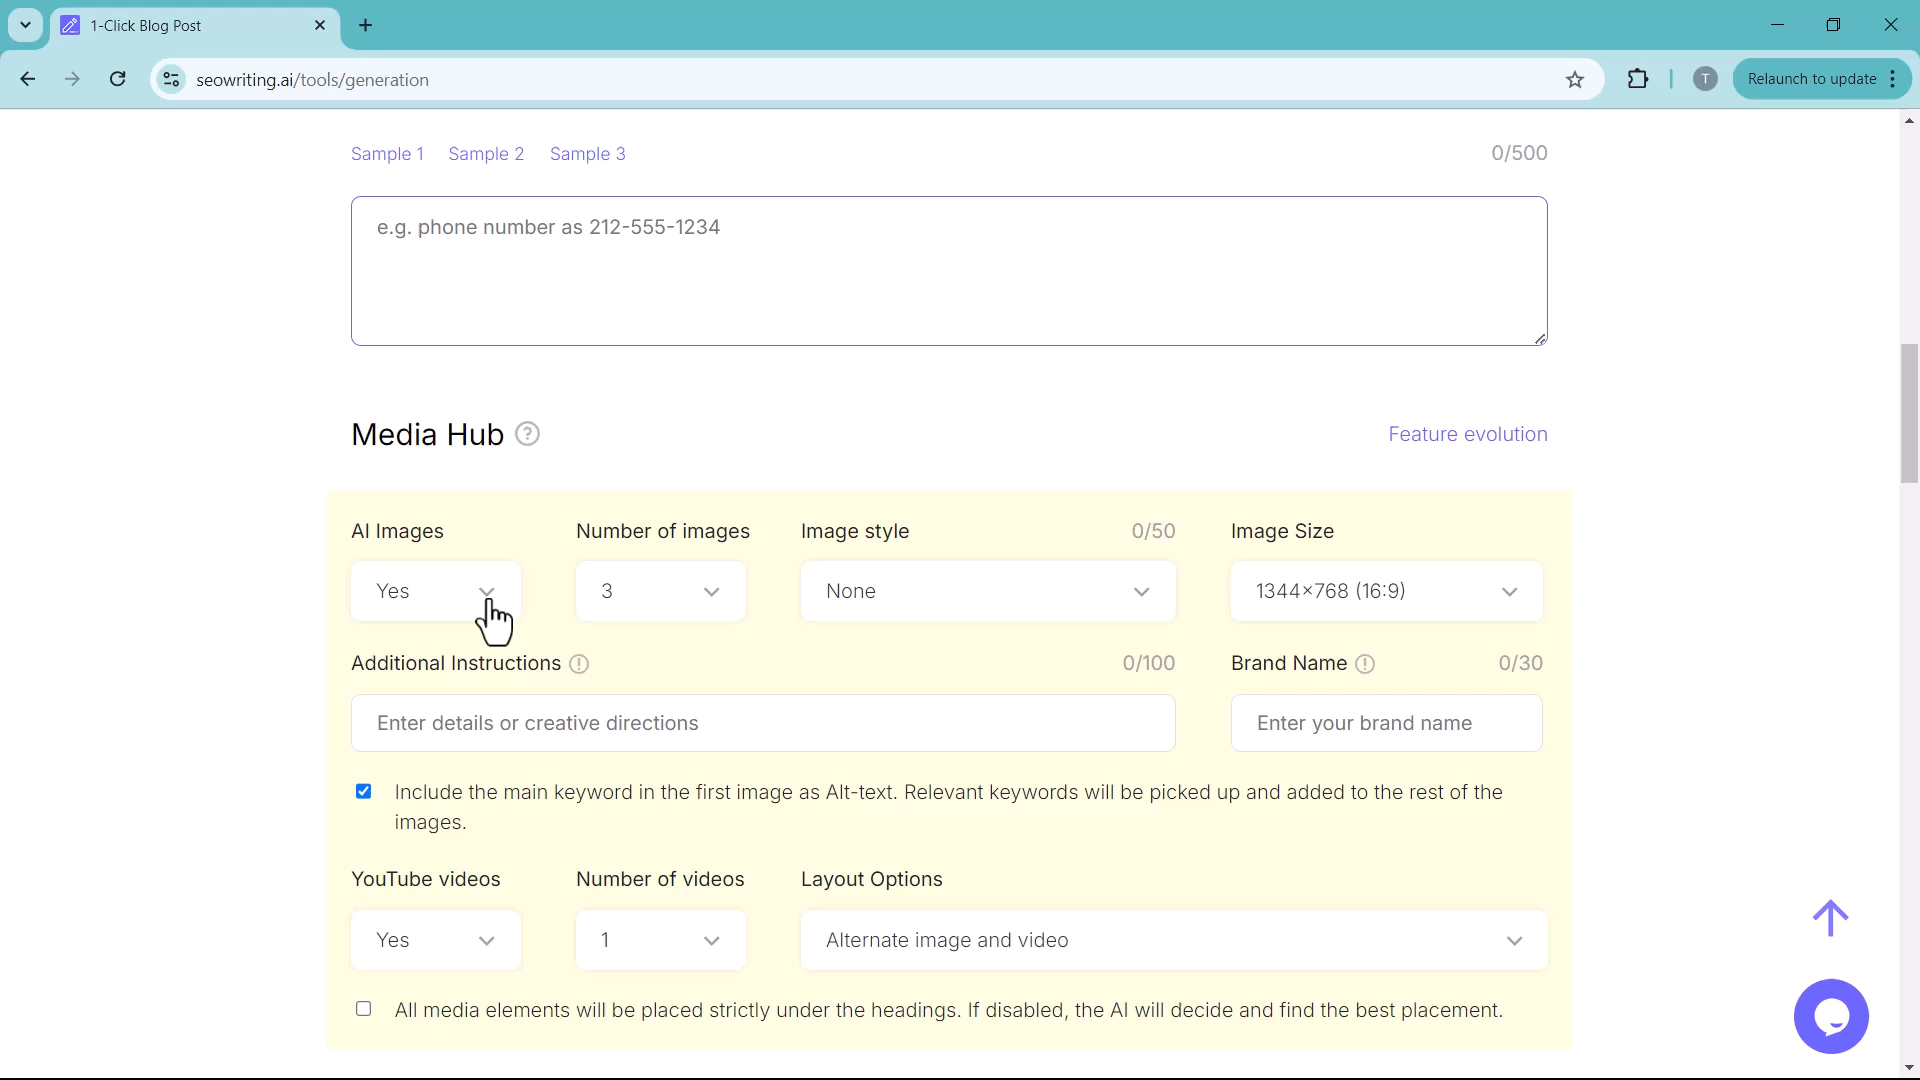 1-Click Blog Post
seowriting.ai/tools/generation
T
Relaunch to update
Sample 1 Sample 2 Sample 3 0/500
e.g. phone number as 212-555-1234
Media Hub ? Feature evolution
AI Images Number of images Image style 0/50 Image Size
Yes 3 None 1344×768 (16:9)
Additional Instructions ! 0/100 Brand Name ! 0/30
Enter details or creative directions Enter your brand name
Include the main keyword in the first image as Alt-text. Relevant keywords will be picked up and added to the rest of the
images.
YouTube videos Number of videos Layout Options
Yes 1 Alternate image and video
All media elements will be placed strictly under the headings. If disabled, the AI will decide and find the best placement.